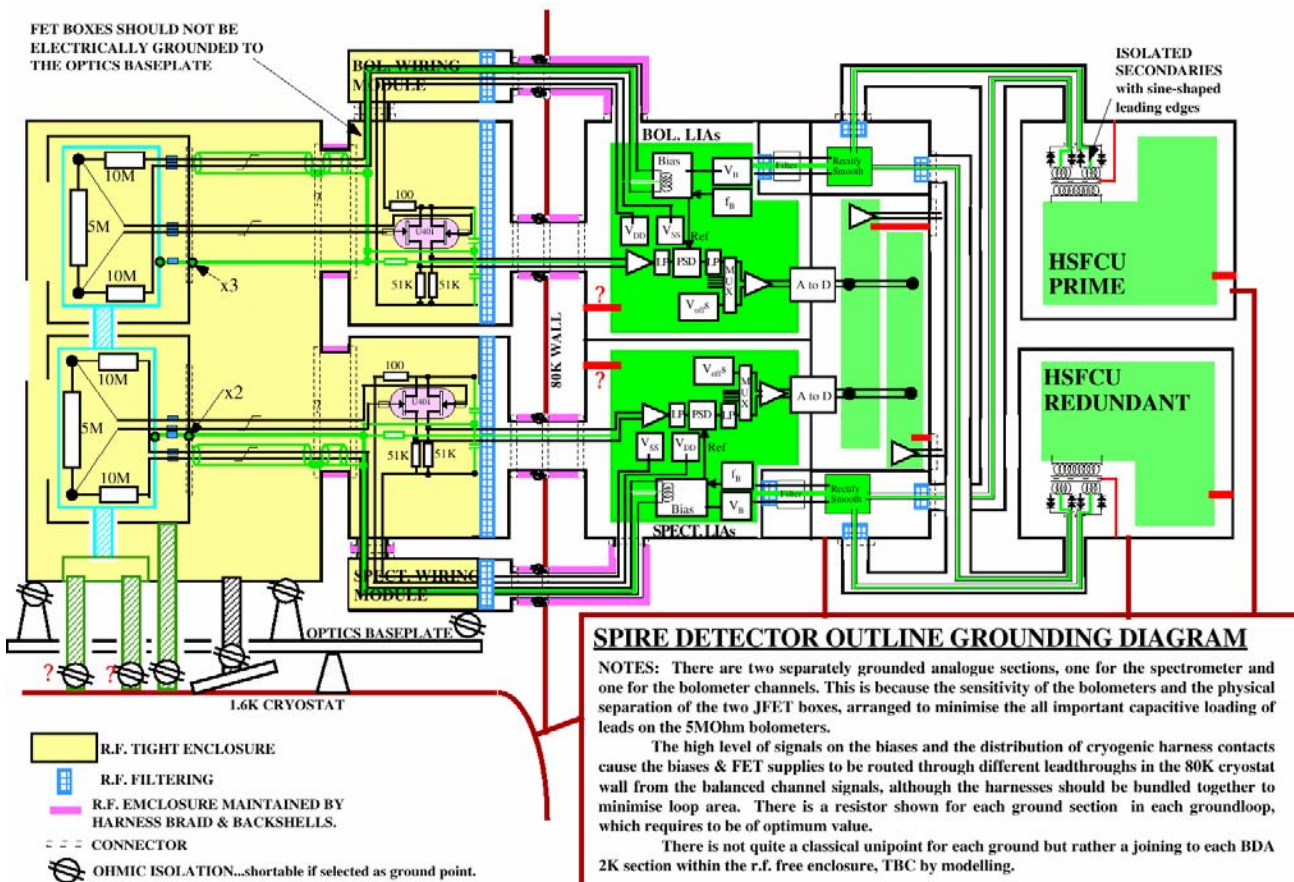 FET BOXES SHOULD NOT BE
ELECTRICALLY GROUNDED TO
THE OPTICS BASEPLATE
BOL. WIRING
MODULE
ISOLATED
SECONDARIES
with sine-shaped
leading edges
10M
5M
10M
x3
100
U401
51K
51K
80K WALL
BOL. LIAs
Bias
V_B
f_B
V_DD
V_SS
Ref
LP
PSD
LP
MUX
V_off s
A to D
Filter
Rectify
Smooth
?
HSFCU
PRIME
10M
5M
10M
x2
100
U401
51K
51K
?
V_off s
MUX
LP
PSD
LP
A to D
V_SS
V_DD
Ref
f_B
V_B
Bias
Filter
Rectify
Smooth
SPECT. LIAs
HSFCU
REDUNDANT
SPECT. WIRING
MODULE
OPTICS BASEPLATE
?
?
1.6K CRYOSTAT
R.F. TIGHT ENCLOSURE
R.F. FILTERING
R.F. EMCLOSURE MAINTAINED BY
HARNESS BRAID & BACKSHELLS.
CONNECTOR
OHMIC ISOLATION...shortable if selected as ground point.
SPIRE DETECTOR OUTLINE GROUNDING DIAGRAM
NOTES: There are two separately grounded analogue sections, one for the spectrometer and
one for the bolometer channels. This is because the sensitivity of the bolometers and the physical
separation of the two JFET boxes, arranged to minimise the all important capacitive loading of
leads on the 5MOhm bolometers.
The high level of signals on the biases and the distribution of cryogenic harness contacts
cause the biases & FET supplies to be routed through different leadthroughs in the 80K cryostat
wall from the balanced channel signals, although the harnesses should be bundled together to
minimise loop area. There is a resistor shown for each ground section in each groundloop,
which requires to be of optimum value.
There is not quite a classical unipoint for each ground but rather a joining to each BDA
2K section within the r.f. free enclosure, TBC by modelling.